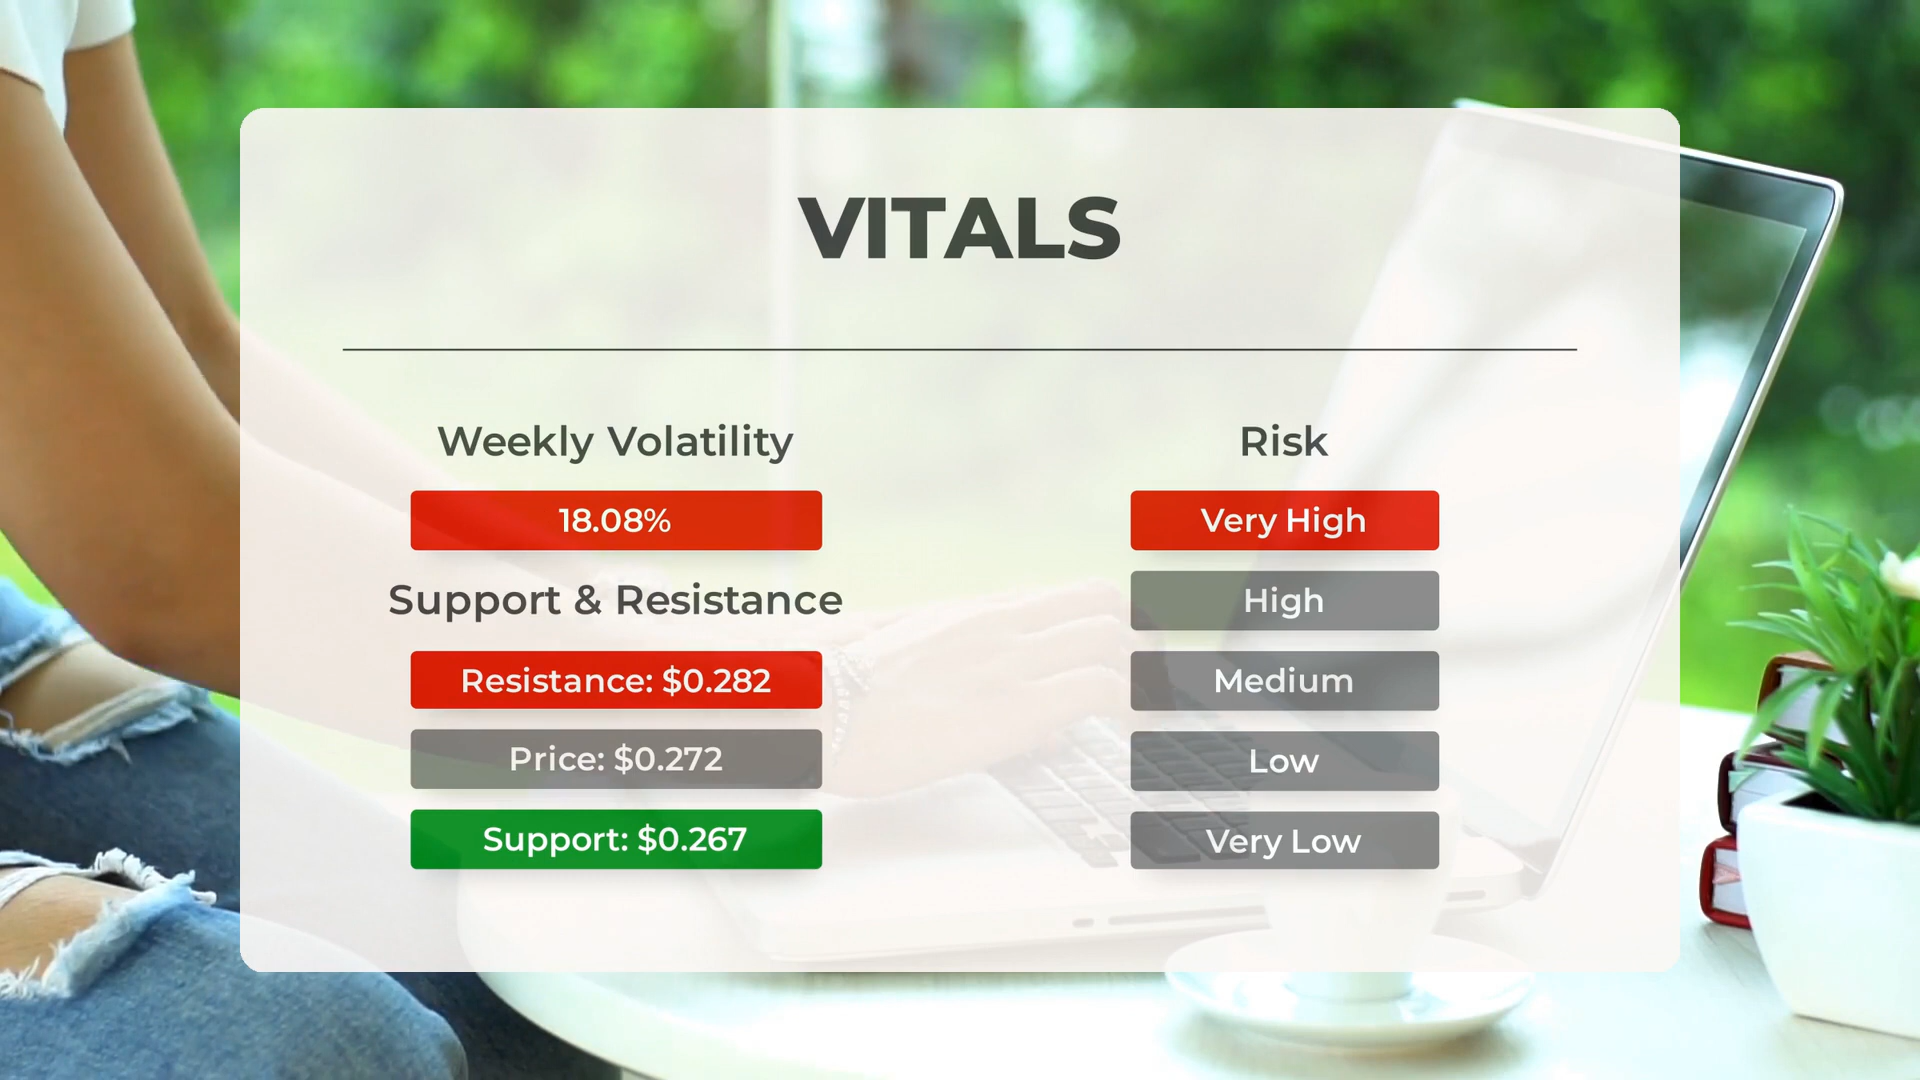 VITALS
Weekly Volatility
18.08%
Support & Resistance
Resistance: $0.282
Price: $0.272
Support: $0.267
Risk
Very High
High
Medium
Low
Very Low